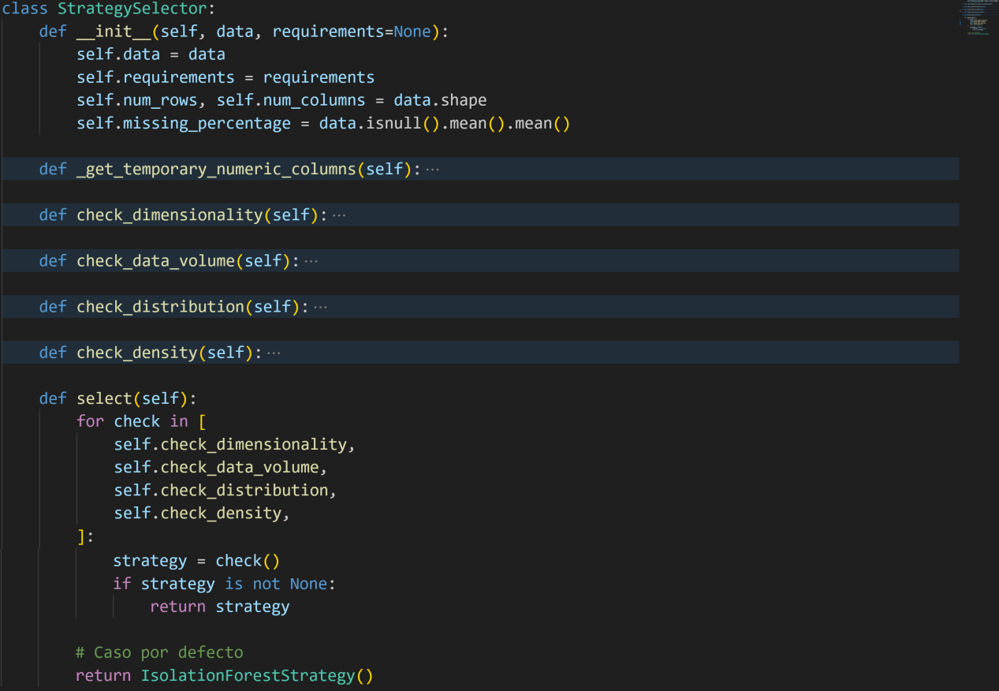 class StrategySelector:
    def __init__(self, data, requirements=None):
        self.data = data
        self.requirements = requirements
        self.num_rows, self.num_columns = data.shape
        self.missing_percentage = data.isnull().mean().mean()
    def _get_temporary_numeric_columns(self): ···
    def check_dimensionality(self): ···
    def check_data_volume(self): ···
    def check_distribution(self): ···
    def check_density(self): ···
    def select(self):
        for check in [
            self.check_dimensionality,
            self.check_data_volume,
            self.check_distribution,
            self.check_density,
        ]:
            strategy = check()
            if strategy is not None:
                return strategy
        # Caso por defecto
        return IsolationForestStrategy()